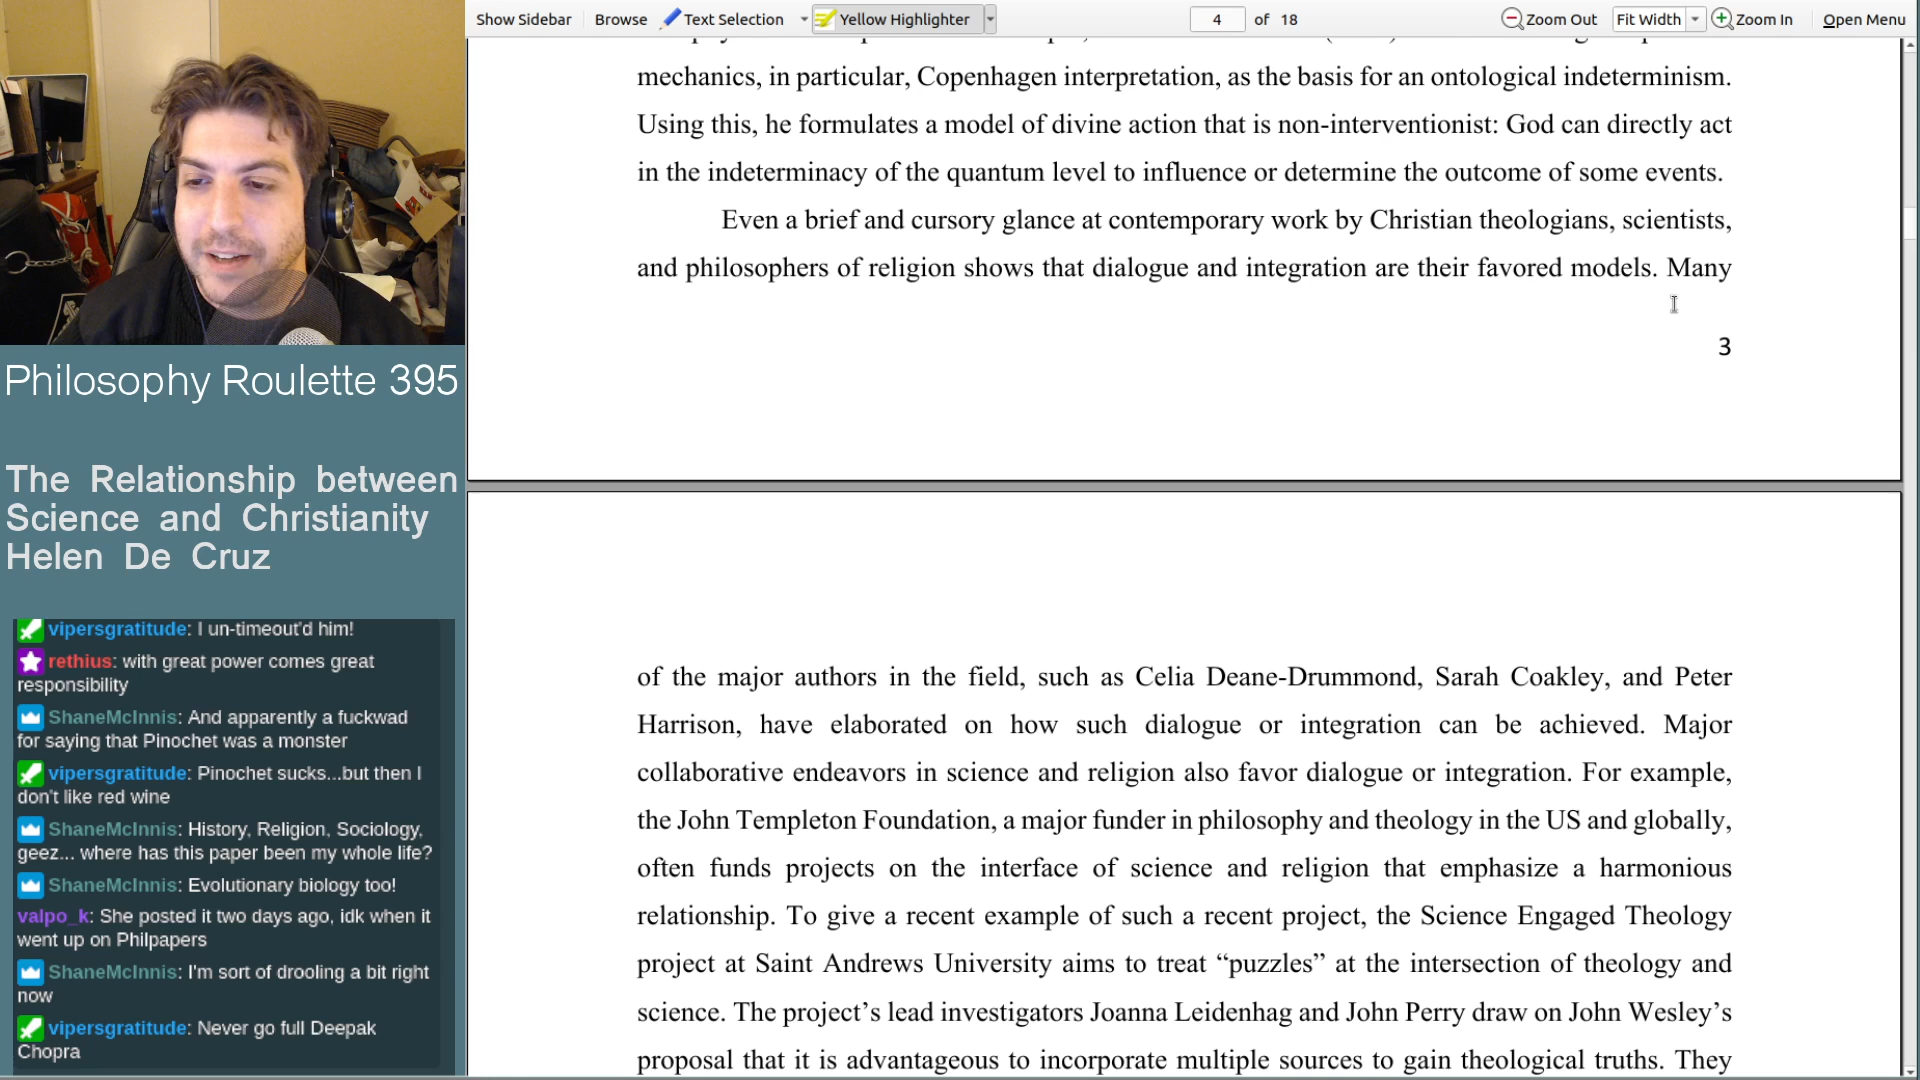 Show Sidebar Browse Text Selection Yellow Highlighter 4 of 18 Zoom Out Fit Width Zoom In Open Menu
mechanics, in particular, Copenhagen interpretation, as the basis for an ontological indeterminism.
Using this, he formulates a model of divine action that is non-interventionist: God can directly act
in the indeterminacy of the quantum level to influence or determine the outcome of some events.
Even a brief and cursory glance at contemporary work by Christian theologians, scientists,
and philosophers of religion shows that dialogue and integration are their favored models. Many
3
of the major authors in the field, such as Celia Deane-Drummond, Sarah Coakley, and Peter
Harrison, have elaborated on how such dialogue or integration can be achieved. Major
collaborative endeavors in science and religion also favor dialogue or integration. For example,
the John Templeton Foundation, a major funder in philosophy and theology in the US and globally,
often funds projects on the interface of science and religion that emphasize a harmonious
relationship. To give a recent example of such a recent project, the Science Engaged Theology
project at Saint Andrews University aims to treat “puzzles” at the intersection of theology and
science. The project’s lead investigators Joanna Leidenhag and John Perry draw on John Wesley’s
proposal that it is advantageous to incorporate multiple sources to gain theological truths. They
Philosophy Roulette 395
The Relationship between
Science and Christianity
Helen De Cruz
vipersgratitude: I un-timeout'd him!
rethius: with great power comes great
responsibility
ShaneMcInnis: And apparently a fuckwad
for saying that Pinochet was a monster
vipersgratitude: Pinochet sucks...but then I
don't like red wine
ShaneMcInnis: History, Religion, Sociology,
geez... where has this paper been my whole life?
ShaneMcInnis: Evolutionary biology too!
valpo_k: She posted it two days ago, idk when it
went up on Philpapers
ShaneMcInnis: I'm sort of drooling a bit right
now
vipersgratitude: Never go full Deepak
Chopra